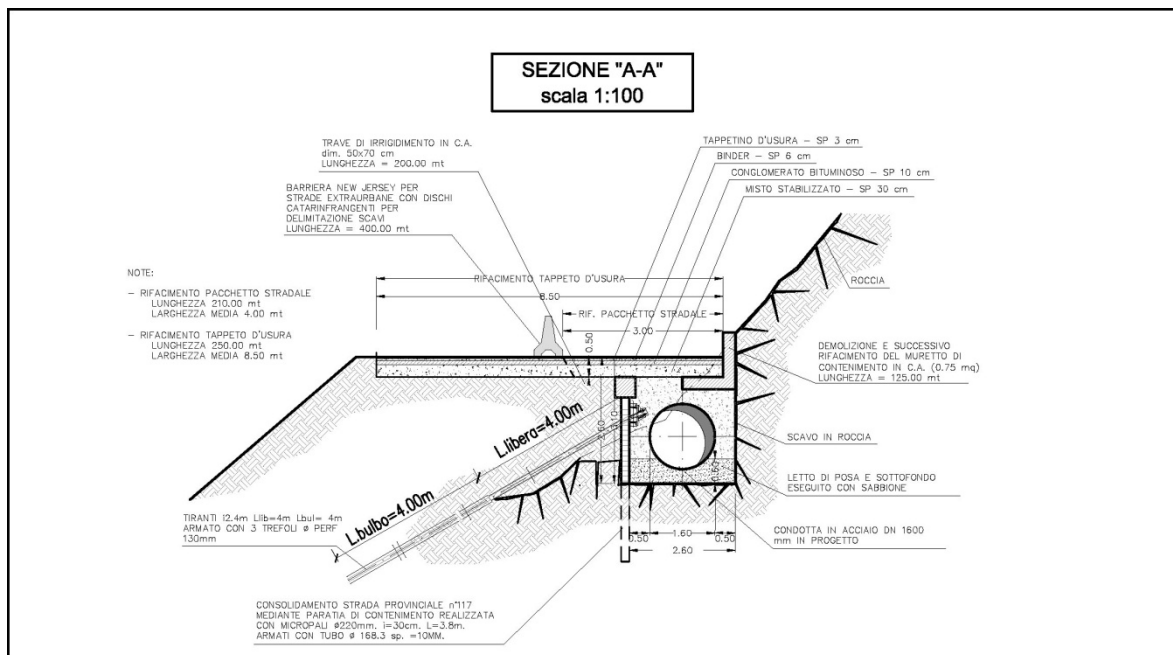 SEZIONE "A-A"
scala 1:100
TRAVE DI IRRIGIDIMENTO IN C.A.
dim. 50x70 cm
LUNGHEZZA = 200.00 mt
BARRIERA NEW JERSEY PER
STRADE EXTRAURBANE CON DISCHI
CATARINFRANGENTI PER
DELIMITAZIONE SCAVI
LUNGHEZZA = 400.00 mt
TAPPETINO D'USURA – SP 3 cm
BINDER – SP 6 cm
CONGLOMERATO BITUMINOSO – SP 10 cm
MISTO STABILIZZATO – SP 30 cm
NOTE:
– RIFACIMENTO PACCHETTO STRADALE
LUNGHEZZA 210.00 mt
LARGHEZZA MEDIA 4.00 mt
– RIFACIMENTO TAPPETO D'USURA
LUNGHEZZA 250.00 mt
LARGHEZZA MEDIA 8.50 mt
RIFACIMENTO TAPPETO D'USURA
8.50
RIF. PACCHETTO STRADALE
3.00
0.50
ROCCIA
DEMOLIZIONE E SUCCESSIVO
RIFACIMENTO DEL MURETTO DI
CONTENIMENTO IN C.A. (0.75 mq)
LUNGHEZZA = 125.00 mt
SCAVO IN ROCCIA
LETTO DI POSA E SOTTOFONDO
ESEGUITO CON SABBIONE
CONDOTTA IN ACCIAIO DN 1600
mm IN PROGETTO
L.libera=4.00m
L.bulbo=4.00m
3.10
0.60
0.50
1.60
0.50
2.60
TIRANTI I2.4m Llib=4m Lbul= 4m
ARMATO CON 3 TREFOLI ø PERF
130mm
CONSOLIDAMENTO STRADA PROVINCIALE n°117
MEDIANTE PARATIA DI CONTENIMENTO REALIZZATA
CON MICROPALI ø220mm, i=30cm, L=3.8m,
ARMATI CON TUBO ø 168.3 sp. =10MM.